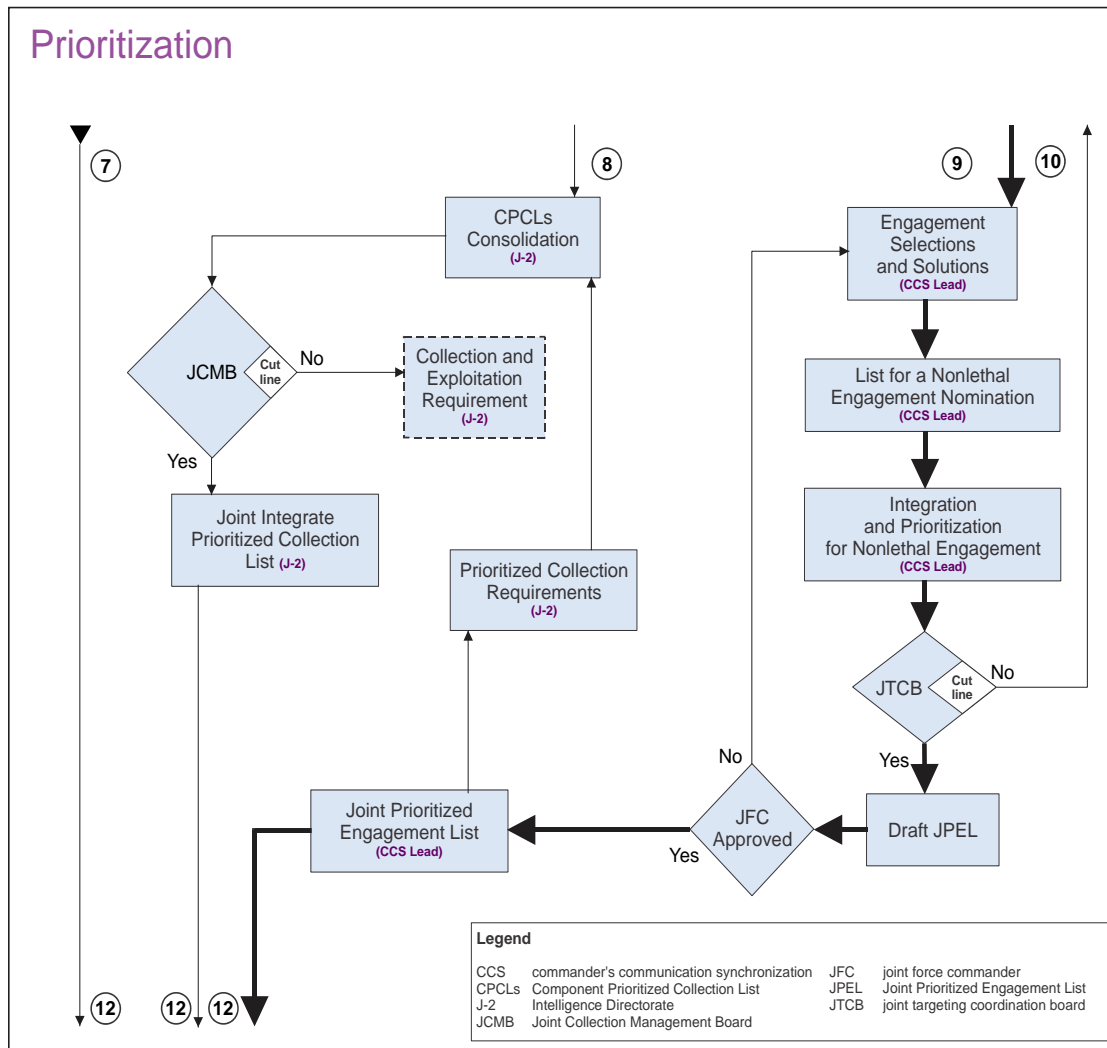 Prioritization
7
8
9
10
CPCLs
Consolidation
(J-2)
Engagement
Selections
and Solutions
(CCS Lead)
JCMB
Cut
line
No
Collection and
Exploitation
Requirement
(J-2)
List for a Nonlethal
Engagement Nomination
(CCS Lead)
Yes
Joint Integrate
Prioritized Collection
List (J-2)
Prioritized Collection
Requirements
(J-2)
Integration
and Prioritization
for Nonlethal Engagement
(CCS Lead)
JTCB
Cut
line
No
Yes
No
Joint Prioritized
Engagement List
(CCS Lead)
JFC
Approved
Yes
Draft JPEL
12
12
12
Legend
CCS commander's communication synchronization
CPCLs Component Prioritized Collection List
J-2 Intelligence Directorate
JCMB Joint Collection Management Board
JFC joint force commander
JPEL Joint Prioritized Engagement List
JTCB joint targeting coordination board